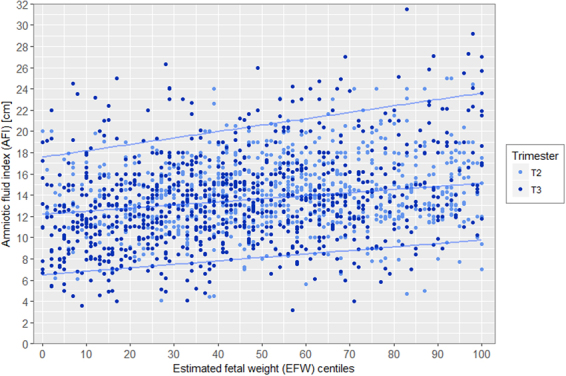 32
30
28
26
24
22
20
18
16
14
12
10
8
6
4
2
0
Amniotic fluid index (AFI) [cm]
0 10 20 30 40 50 60 70 80 90 100
Estimated fetal weight (EFW) centiles
Trimester
T2
T3